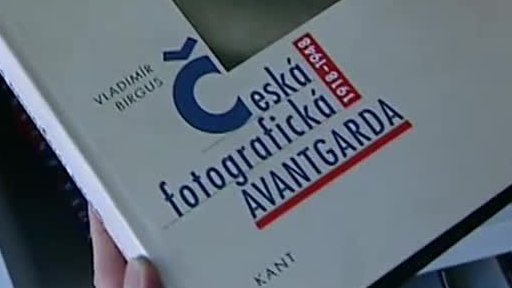 VLADIMÍR
BIRGUS
Česká
fotografická
1918-1948
AVANTGARDA
KANT